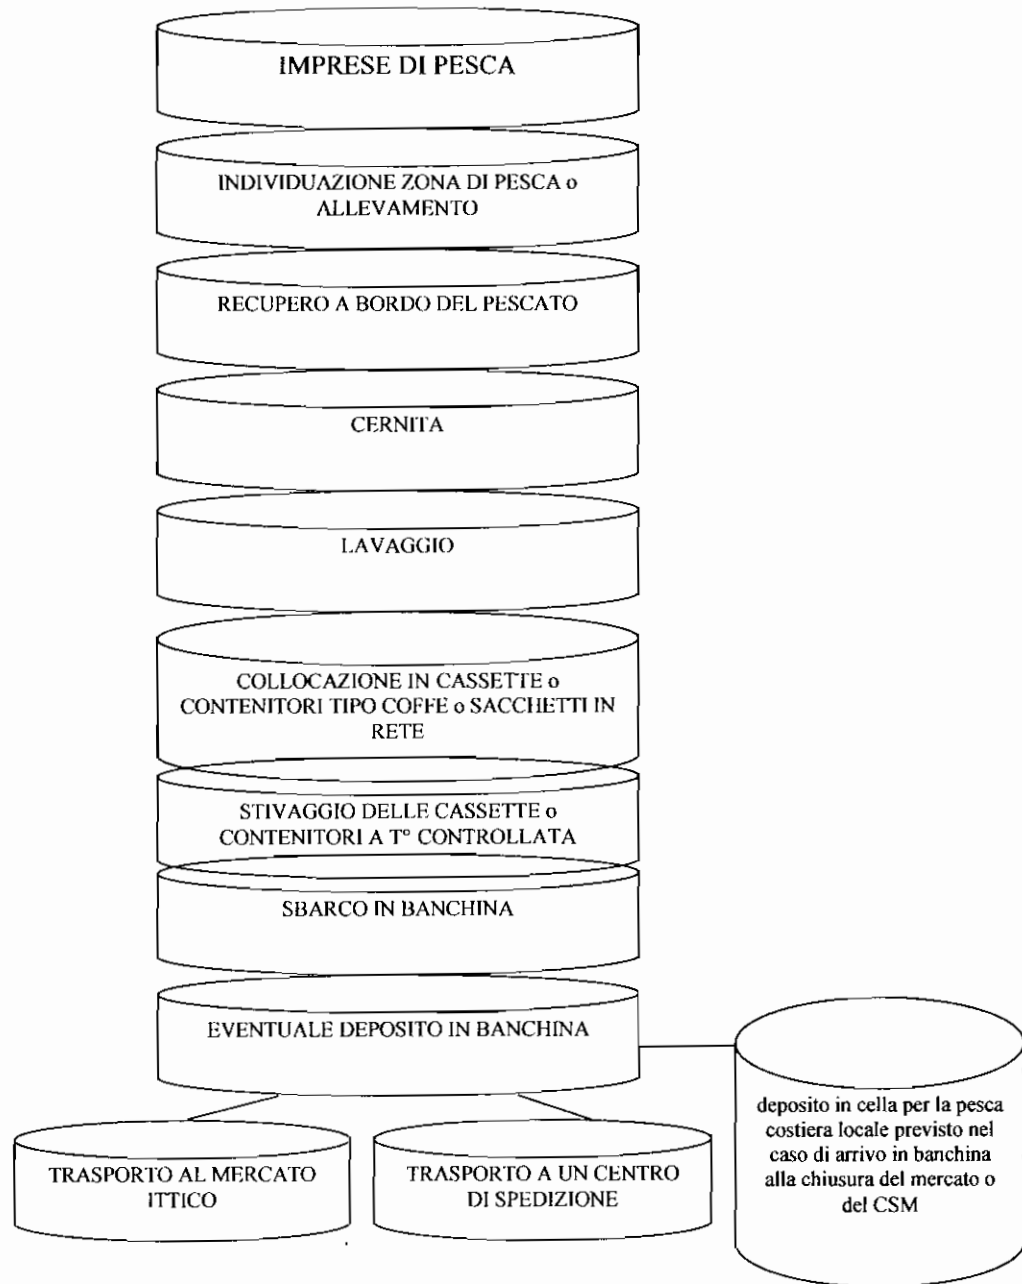 IMPRESE DI PESCA
INDIVIDUAZIONE ZONA DI PESCA o
ALLEVAMENTO
RECUPERO A BORDO DEL PESCATO
CERNITA
LAVAGGIO
COLLOCAZIONE IN CASSETTE o
CONTENITORI TIPO COFFE o SACCHETTI IN
RETE
STIVAGGIO DELLE CASSETTE o
CONTENITORI A T° CONTROLLATA
SBARCO IN BANCHINA
EVENTUALE DEPOSITO IN BANCHINA
TRASPORTO AL MERCATO
ITTICO
TRASPORTO A UN CENTRO
DI SPEDIZIONE
deposito in cella per la pesca
costiera locale previsto nel
caso di arrivo in banchina
alla chiusura del mercato o
del CSM